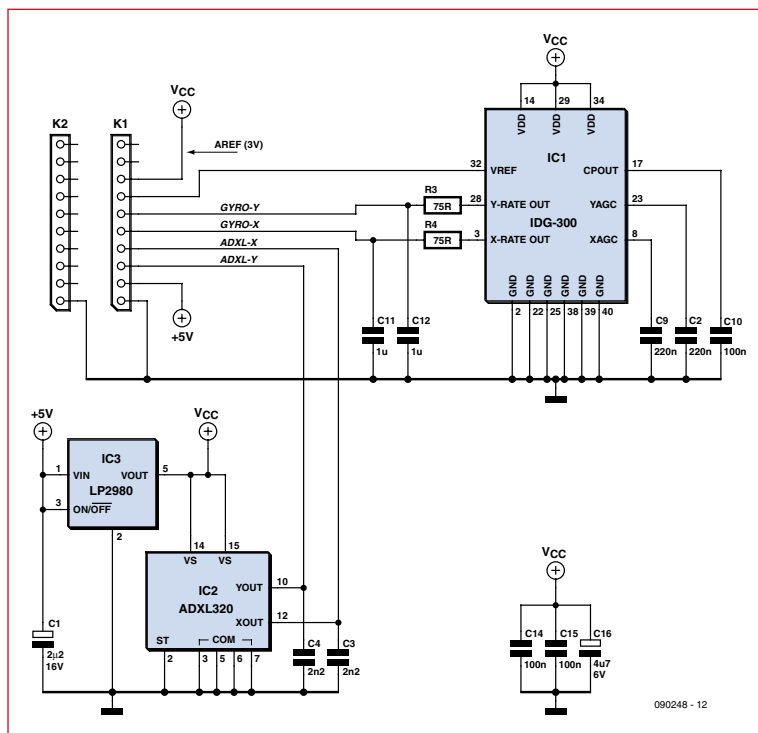 VCC
VCC
K2
K1
AREF (3V)
14
29
34
VDD
VDD
VDD
IC1
32
VREF
CPOUT
17
GYRO-Y
R3
75R
28
Y-RATE OUT
YAGC
23
IDG-300
GYRO-X
R4
75R
3
X-RATE OUT
XAGC
8
ADXL-X
ADXL-Y
GND
GND
GND
GND
GND
GND
2
22
25
38
39
40
+5V
C11
1u
C12
1u
C9
220n
C2
220n
C10
100n
+5V
VCC
IC3
1
VIN
VOUT
5
LP2980
3
ON/OFF
2
14
15
VS
VS
IC2
ADXL320
YOUT
10
XOUT
12
ST
COM
2
3
5
6
7
C1
2µ2
16V
C4
2n2
C3
2n2
VCC
C14
100n
C15
100n
C16
4u7
6V
090248 - 12